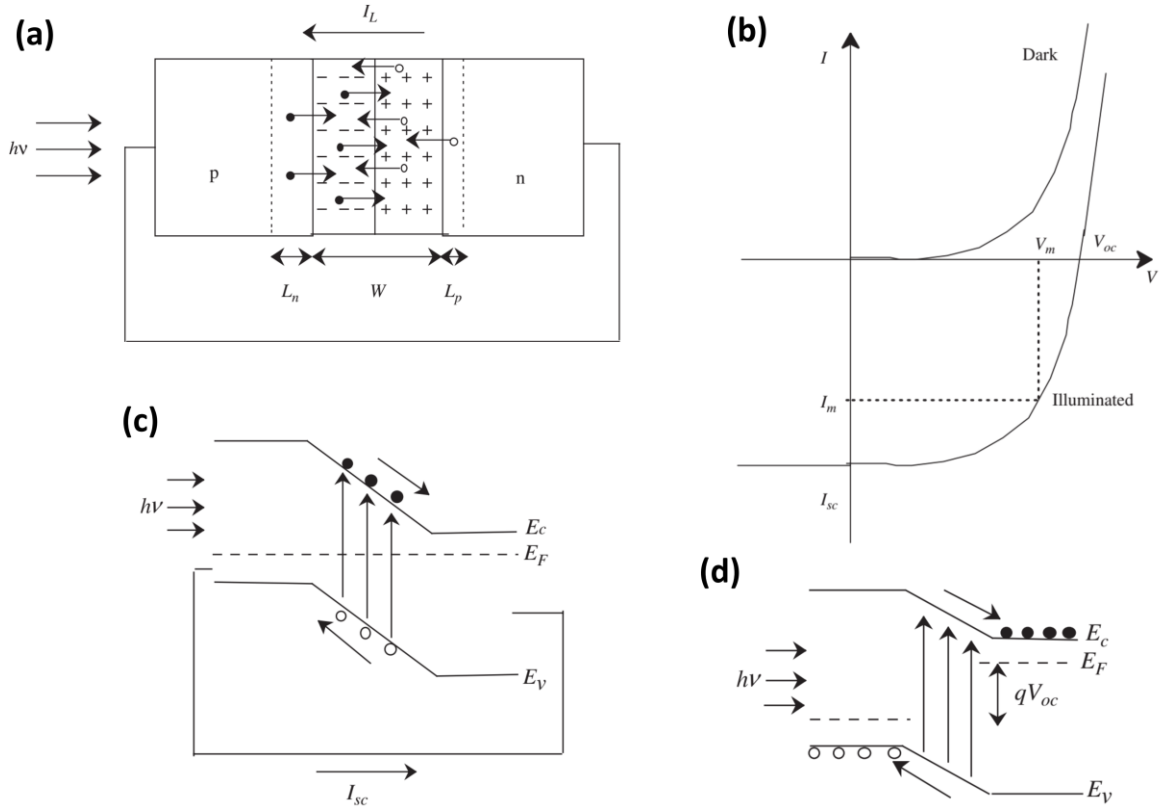 (a)
I_L
hν
p
n
L_n
W
L_p
(b)
I
Dark
V_m
V_oc
V
I_m
Illuminated
I_sc
(c)
hν
E_c
E_F
E_v
I_sc
(d)
hν
E_c
E_F
qV_oc
E_v